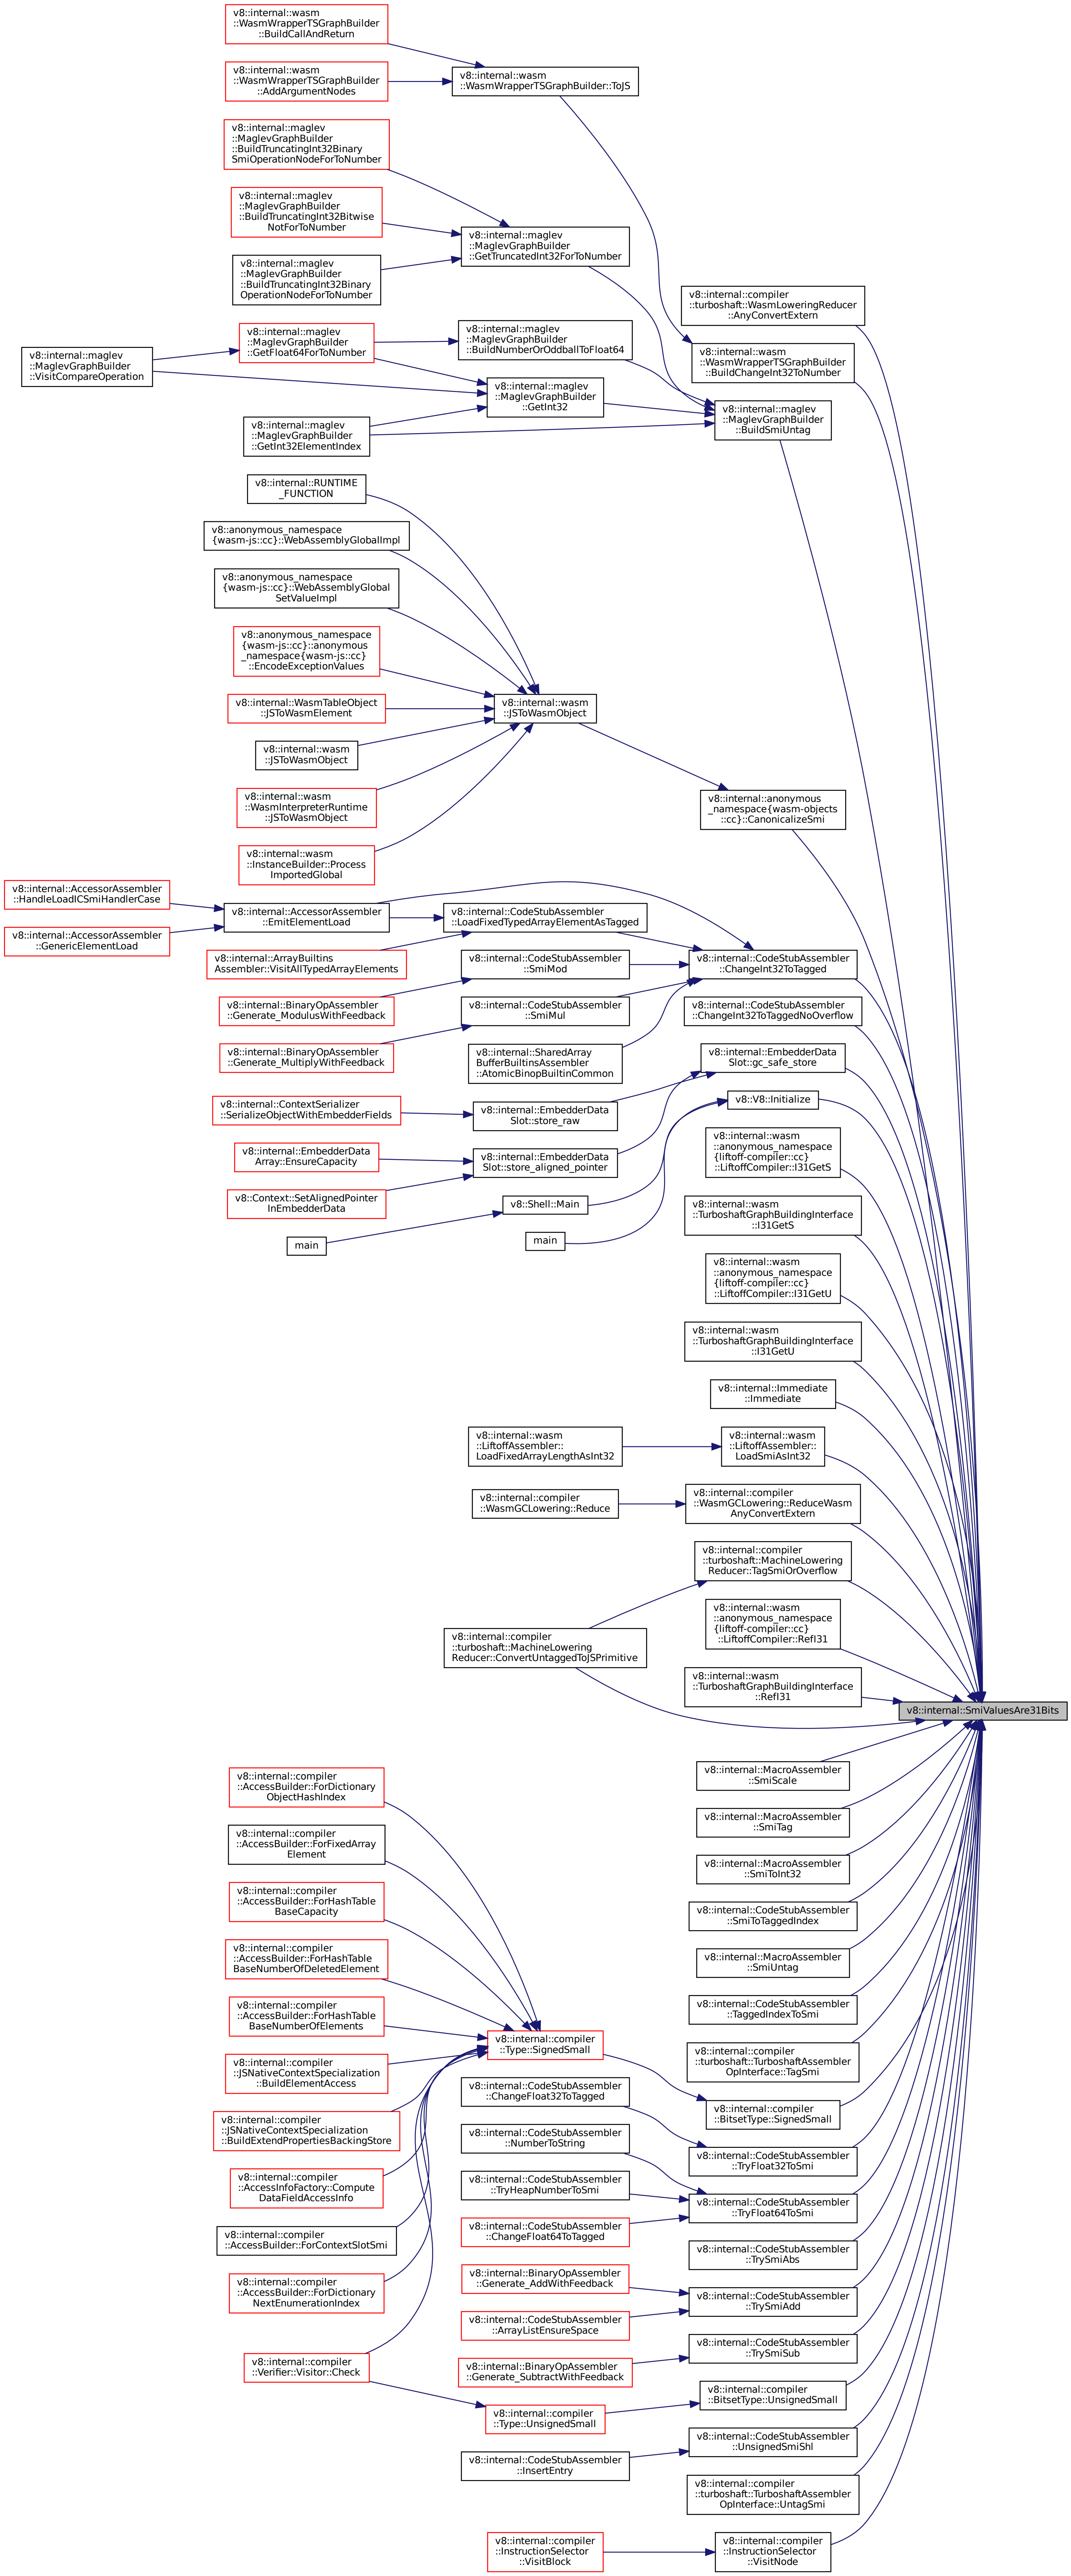 v8::internal::wasm
::WasmWrapperTSGraphBuilder
::BuildCallAndReturn
v8::internal::wasm
::WasmWrapperTSGraphBuilder
::AddArgumentNodes
v8::internal::wasm
::WasmWrapperTSGraphBuilder::ToJS
v8::internal::maglev
::MaglevGraphBuilder
::BuildTruncatingInt32Binary
SmiOperationNodeForToNumber
v8::internal::maglev
::MaglevGraphBuilder
::BuildTruncatingInt32Bitwise
NotForToNumber
v8::internal::maglev
::MaglevGraphBuilder
::BuildTruncatingInt32Binary
OperationNodeForToNumber
v8::internal::maglev
::MaglevGraphBuilder
::GetTruncatedInt32ForToNumber
v8::internal::compiler
::turboshaft::WasmLoweringReducer
::AnyConvertExtern
v8::internal::maglev
::MaglevGraphBuilder
::VisitCompareOperation
v8::internal::maglev
::MaglevGraphBuilder
::GetFloat64ForToNumber
v8::internal::maglev
::MaglevGraphBuilder
::BuildNumberOrOddballToFloat64
v8::internal::wasm
::WasmWrapperTSGraphBuilder
::BuildChangeInt32ToNumber
v8::internal::maglev
::MaglevGraphBuilder
::GetInt32
v8::internal::maglev
::MaglevGraphBuilder
::GetInt32ElementIndex
v8::internal::maglev
::MaglevGraphBuilder
::BuildSmiUntag
v8::internal::RUNTIME
_FUNCTION
v8::anonymous_namespace
{wasm-js::cc}::WebAssemblyGlobalImpl
v8::anonymous_namespace
{wasm-js::cc}::WebAssemblyGlobal
SetValueImpl
v8::anonymous_namespace
{wasm-js::cc}::anonymous
_namespace{wasm-js::cc}
::EncodeExceptionValues
v8::internal::WasmTableObject
::JSToWasmElement
v8::internal::wasm
::JSToWasmObject
v8::internal::wasm
::JSToWasmObject
v8::internal::wasm
::WasmInterpreterRuntime
::JSToWasmObject
v8::internal::wasm
::InstanceBuilder::Process
ImportedGlobal
v8::internal::anonymous
_namespace{wasm-objects
::cc}::CanonicalizeSmi
v8::internal::AccessorAssembler
::HandleLoadICSmiHandlerCase
v8::internal::AccessorAssembler
::GenericElementLoad
v8::internal::AccessorAssembler
::EmitElementLoad
v8::internal::CodeStubAssembler
::LoadFixedTypedArrayElementAsTagged
v8::internal::ArrayBuiltins
Assembler::VisitAllTypedArrayElements
v8::internal::CodeStubAssembler
::SmiMod
v8::internal::CodeStubAssembler
::ChangeInt32ToTagged
v8::internal::BinaryOpAssembler
::Generate_ModulusWithFeedback
v8::internal::CodeStubAssembler
::SmiMul
v8::internal::CodeStubAssembler
::ChangeInt32ToTaggedNoOverflow
v8::internal::BinaryOpAssembler
::Generate_MultiplyWithFeedback
v8::internal::SharedArray
BufferBuiltinsAssembler
::AtomicBinopBuiltinCommon
v8::internal::EmbedderData
Slot::gc_safe_store
v8::internal::ContextSerializer
::SerializeObjectWithEmbedderFields
v8::internal::EmbedderData
Slot::store_raw
v8::V8::Initialize
v8::internal::EmbedderData
Array::EnsureCapacity
v8::internal::EmbedderData
Slot::store_aligned_pointer
v8::internal::wasm
::anonymous_namespace
{liftoff-compiler::cc}
::LiftoffCompiler::I31GetS
v8::Context::SetAlignedPointer
InEmbedderData
v8::Shell::Main
v8::internal::wasm
::TurboshaftGraphBuildingInterface
::I31GetS
main
main
v8::internal::wasm
::anonymous_namespace
{liftoff-compiler::cc}
::LiftoffCompiler::I31GetU
v8::internal::wasm
::TurboshaftGraphBuildingInterface
::I31GetU
v8::internal::Immediate
::Immediate
v8::internal::wasm
::LiftoffAssembler::
LoadFixedArrayLengthAsInt32
v8::internal::wasm
::LiftoffAssembler::
LoadSmiAsInt32
v8::internal::compiler
::WasmGCLowering::Reduce
v8::internal::compiler
::WasmGCLowering::ReduceWasm
AnyConvertExtern
v8::internal::compiler
::turboshaft::MachineLowering
Reducer::TagSmiOrOverflow
v8::internal::wasm
::anonymous_namespace
{liftoff-compiler::cc}
::LiftoffCompiler::RefI31
v8::internal::compiler
::turboshaft::MachineLowering
Reducer::ConvertUntaggedToJSPrimitive
v8::internal::wasm
::TurboshaftGraphBuildingInterface
::RefI31
v8::internal::SmiValuesAre31Bits
v8::internal::MacroAssembler
::SmiScale
v8::internal::MacroAssembler
::SmiTag
v8::internal::MacroAssembler
::SmiToInt32
v8::internal::CodeStubAssembler
::SmiToTaggedIndex
v8::internal::MacroAssembler
::SmiUntag
v8::internal::CodeStubAssembler
::TaggedIndexToSmi
v8::internal::compiler
::turboshaft::TurboshaftAssembler
OpInterface::TagSmi
v8::internal::compiler
::AccessBuilder::ForDictionary
ObjectHashIndex
v8::internal::compiler
::AccessBuilder::ForFixedArray
Element
v8::internal::compiler
::AccessBuilder::ForHashTable
BaseCapacity
v8::internal::compiler
::AccessBuilder::ForHashTable
BaseNumberOfDeletedElement
v8::internal::compiler
::AccessBuilder::ForHashTable
BaseNumberOfElements
v8::internal::compiler
::JSNativeContextSpecialization
::BuildElementAccess
v8::internal::compiler
::JSNativeContextSpecialization
::BuildExtendPropertiesBackingStore
v8::internal::compiler
::AccessInfoFactory::Compute
DataFieldAccessInfo
v8::internal::compiler
::AccessBuilder::ForContextSlotSmi
v8::internal::compiler
::AccessBuilder::ForDictionary
NextEnumerationIndex
v8::internal::compiler
::Verifier::Visitor::Check
v8::internal::compiler
::Type::SignedSmall
v8::internal::compiler
::BitsetType::SignedSmall
v8::internal::CodeStubAssembler
::ChangeFloat32ToTagged
v8::internal::CodeStubAssembler
::TryFloat32ToSmi
v8::internal::CodeStubAssembler
::NumberToString
v8::internal::CodeStubAssembler
::TryHeapNumberToSmi
v8::internal::CodeStubAssembler
::ChangeFloat64ToTagged
v8::internal::CodeStubAssembler
::TryFloat64ToSmi
v8::internal::CodeStubAssembler
::TrySmiAbs
v8::internal::BinaryOpAssembler
::Generate_AddWithFeedback
v8::internal::CodeStubAssembler
::ArrayListEnsureSpace
v8::internal::CodeStubAssembler
::TrySmiAdd
v8::internal::BinaryOpAssembler
::Generate_SubtractWithFeedback
v8::internal::CodeStubAssembler
::TrySmiSub
v8::internal::compiler
::Type::UnsignedSmall
v8::internal::compiler
::BitsetType::UnsignedSmall
v8::internal::CodeStubAssembler
::InsertEntry
v8::internal::CodeStubAssembler
::UnsignedSmiShl
v8::internal::compiler
::turboshaft::TurboshaftAssembler
OpInterface::UntagSmi
v8::internal::compiler
::InstructionSelector
::VisitBlock
v8::internal::compiler
::InstructionSelector
::VisitNode